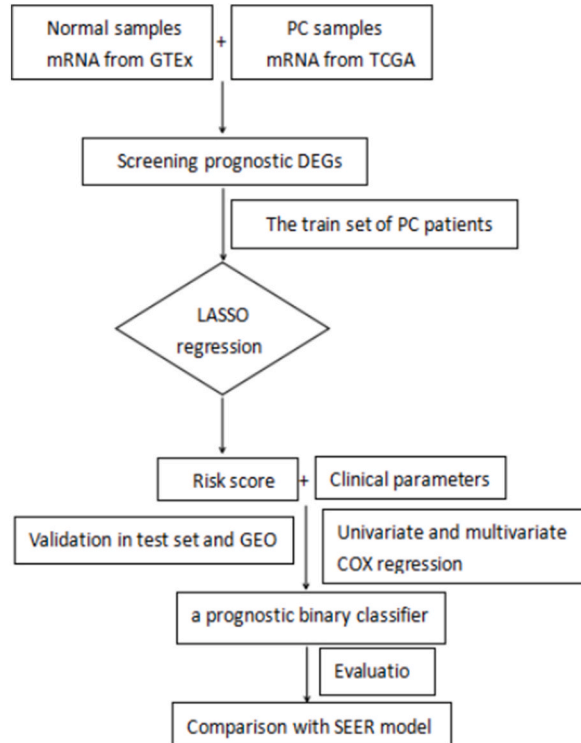 Normal samples
mRNA from GTEx
+
PC samples
mRNA from TCGA
Screening prognostic DEGs
The train set of PC patients
LASSO
regression
Risk score
+
Clinical parameters
Validation in test set and GEO
Univariate and multivariate
COX regression
a prognostic binary classifier
Evaluatio
Comparison with SEER model